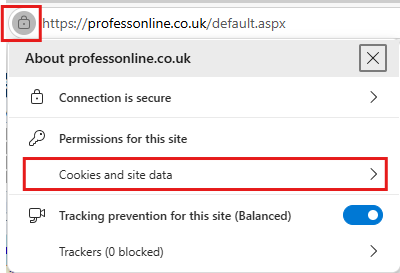 https://professonline.co.uk/default.aspx
About professonline.co.uk
Connection is secure
Permissions for this site
Cookies and site data
Tracking prevention for this site (Balanced)
Trackers (0 blocked)